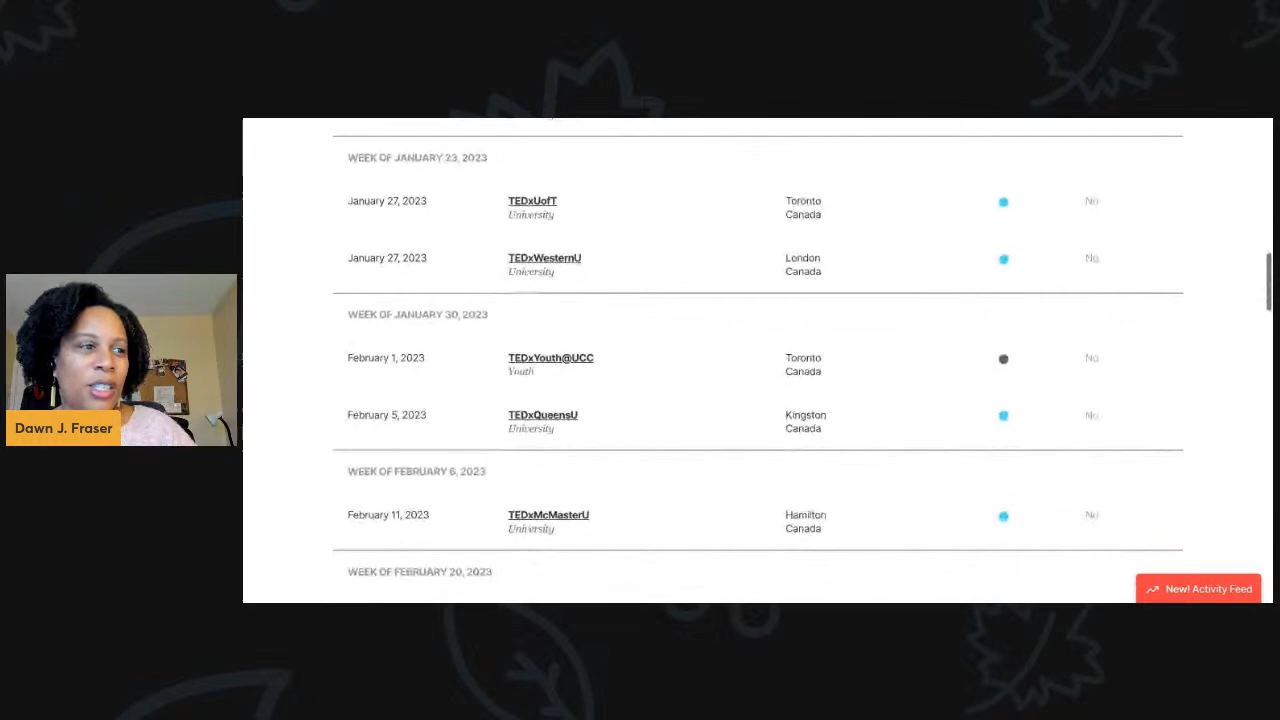 WEEK OF JANUARY 23, 2023
January 27, 2023 TEDxUofT Toronto No
University Canada
January 27, 2023 TEDxWesternU London No
University Canada
WEEK OF JANUARY 30, 2023
February 1, 2023 TEDxYouth@UCC Toronto No
Youth Canada
February 5, 2023 TEDxQueensU Kingston No
University Canada
Dawn J. Fraser
WEEK OF FEBRUARY 6, 2023
February 11, 2023 TEDxMcMasterU Hamilton No
University Canada
WEEK OF FEBRUARY 20, 2023
New! Activity Feed